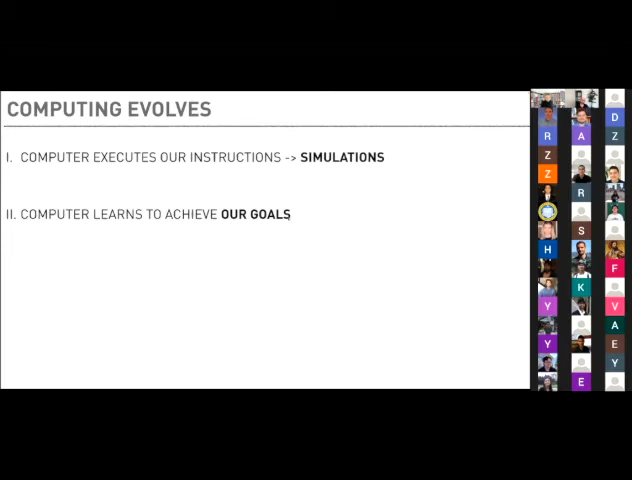 COMPUTING EVOLVES
I. COMPUTER EXECUTES OUR INSTRUCTIONS -> SIMULATIONS
II. COMPUTER LEARNS TO ACHIEVE OUR GOALS
D
R A Z
Z
Z
R
S
H
F
K
Y V
A
Y E
Y
E